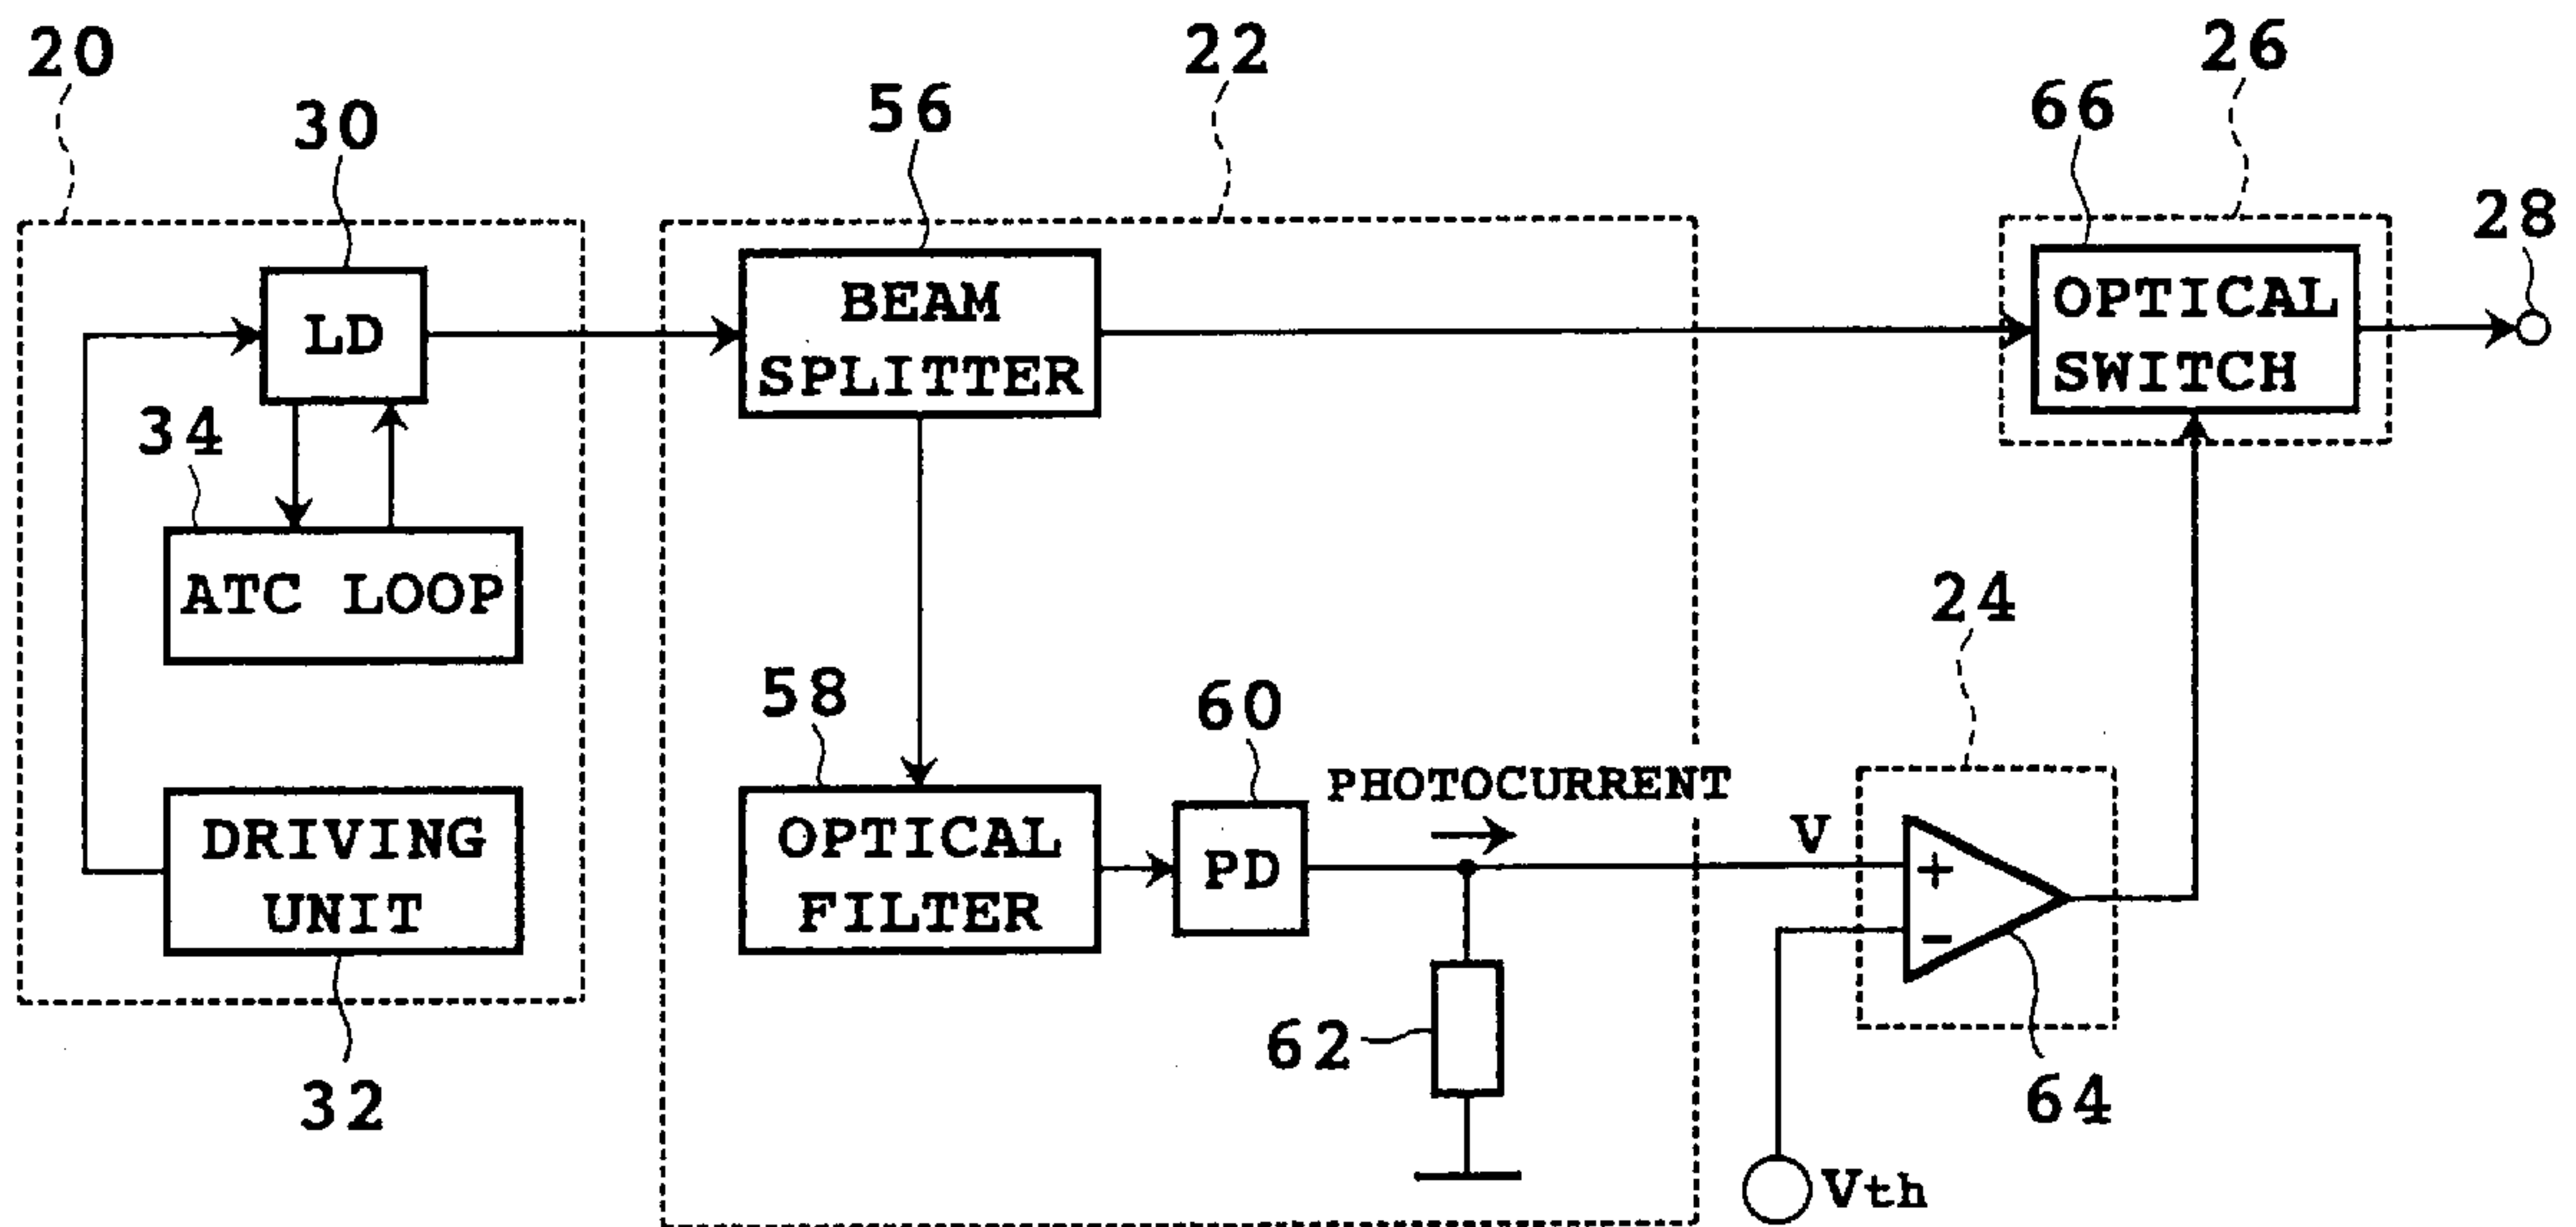 20
22
26
30
56
66
28
LD
BEAM
SPLITTER
OPTICAL
SWITCH
34
ATC LOOP
24
58
60
PHOTOCURRENT
DRIVING
UNIT
OPTICAL
FILTER
PD
V
+
−
62
32
64
Vth